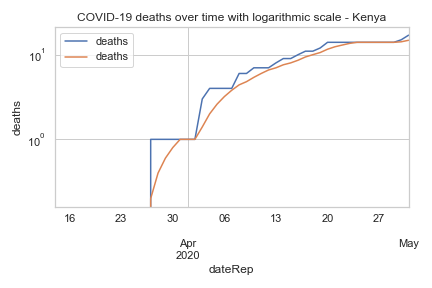 COVID-19 deaths over time with logarithmic scale - Kenya
deaths
deaths
10¹
10⁰
deaths
16 23 30 06 13 20 27
Apr May
2020
dateRep